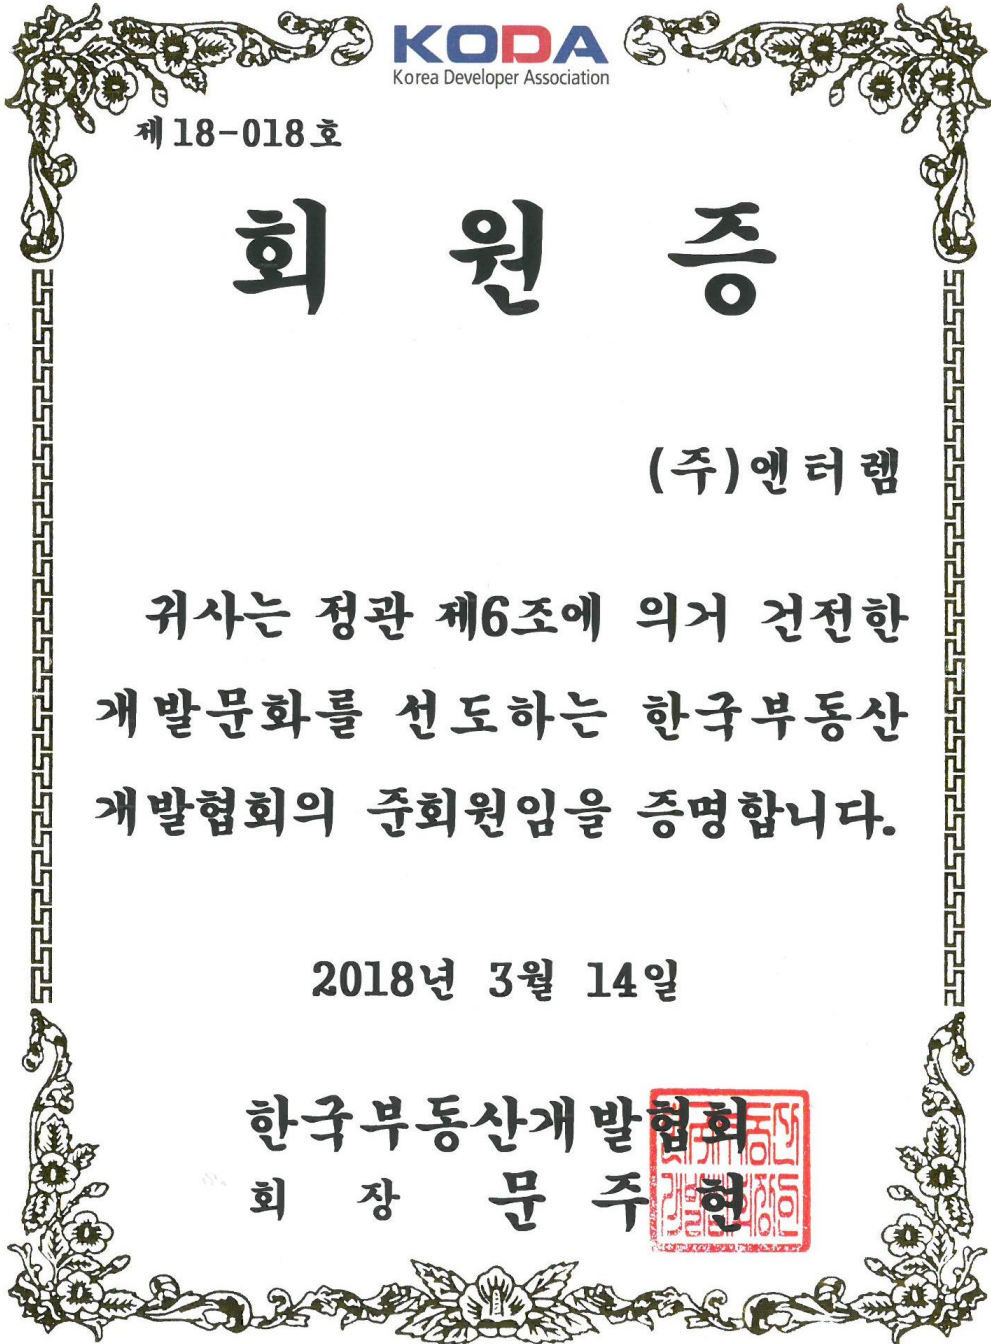 KODA
Korea Developer Association
제18-018호
회 원 증
(주)엔터렘
귀사는 정관 제6조에 의거 건전한
개발문화를 선도하는 한국부동산
개발협회의 준회원임을 증명합니다.
2018년 3월 14일
한국부동산개발협회
회 장 문 주 현